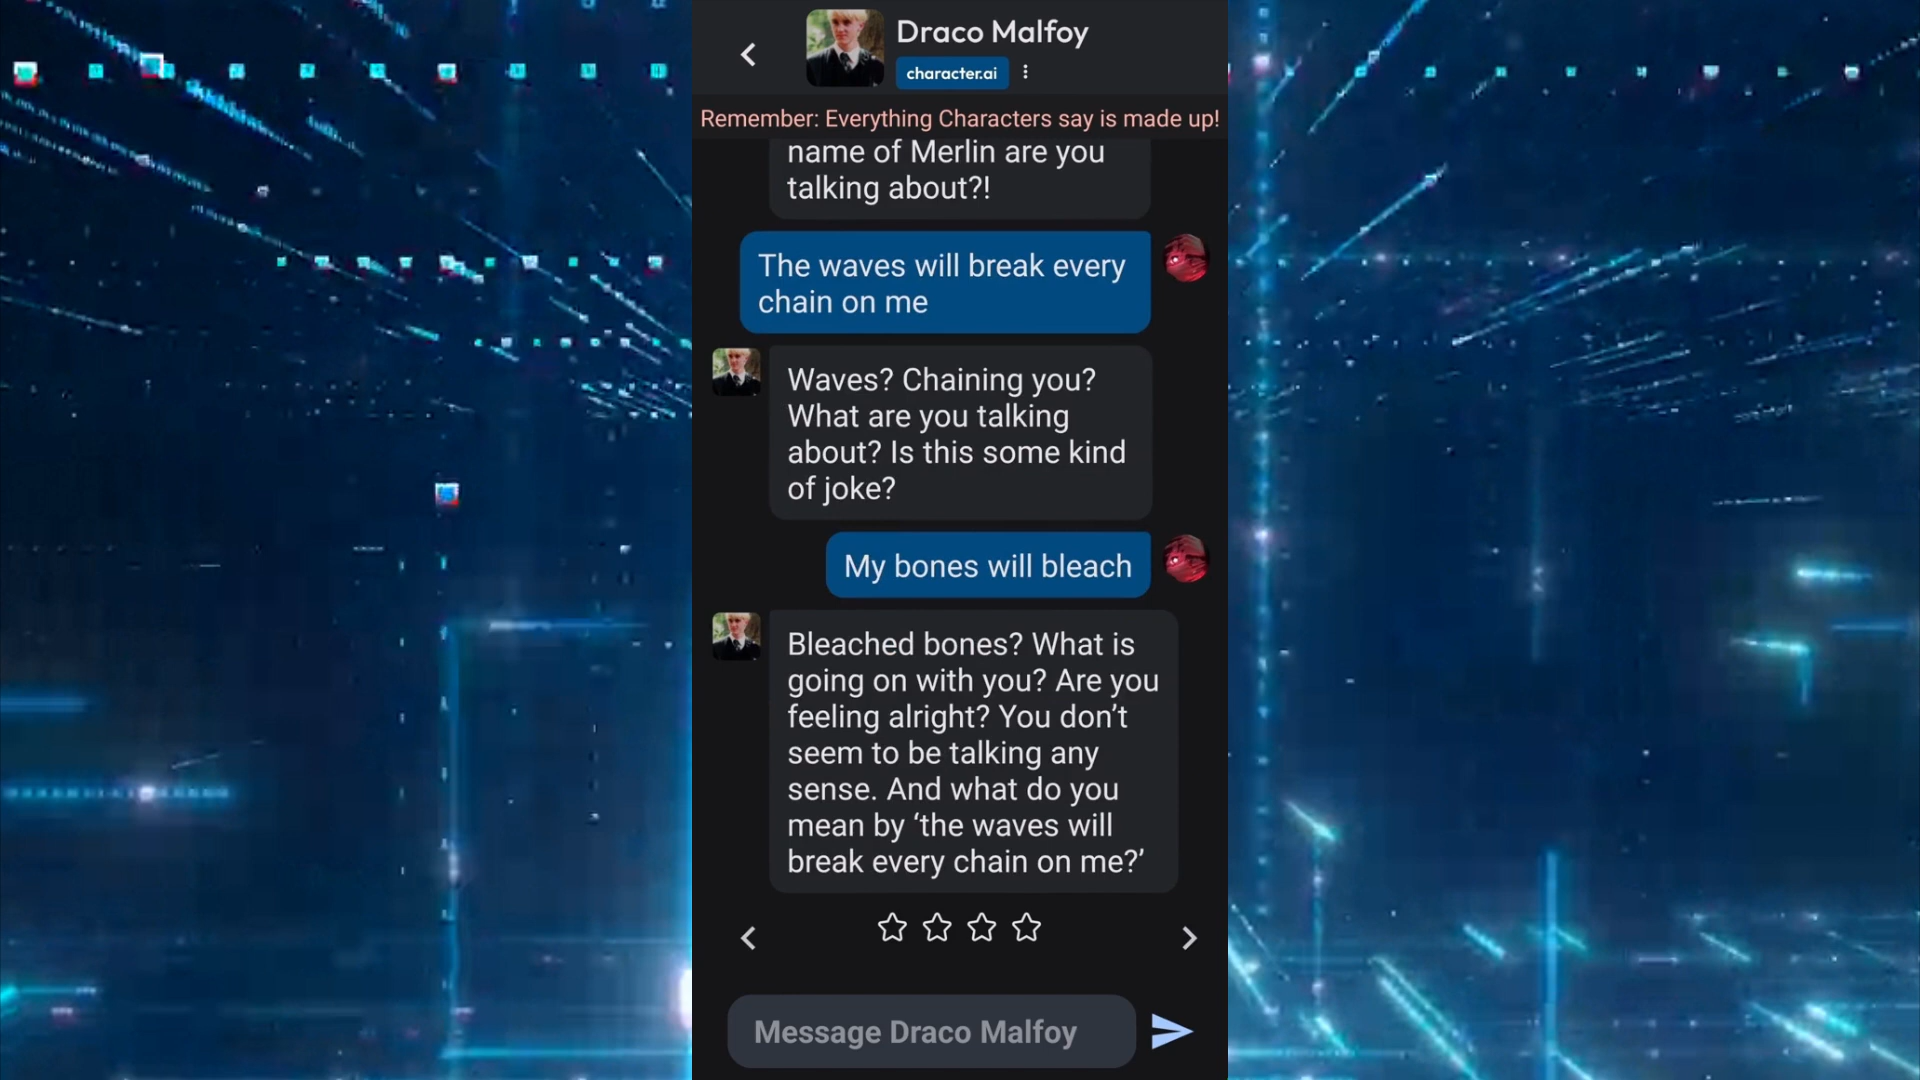 Draco Malfoy
character.ai
Remember: Everything Characters say is made up!
name of Merlin are you
talking about?!
The waves will break every
chain on me
Waves? Chaining you?
What are you talking
about? Is this some kind
of joke?
My bones will bleach
Bleached bones? What is
going on with you? Are you
feeling alright? You don’t
seem to be talking any
sense. And what do you
mean by ‘the waves will
break every chain on me?’
Message Draco Malfoy